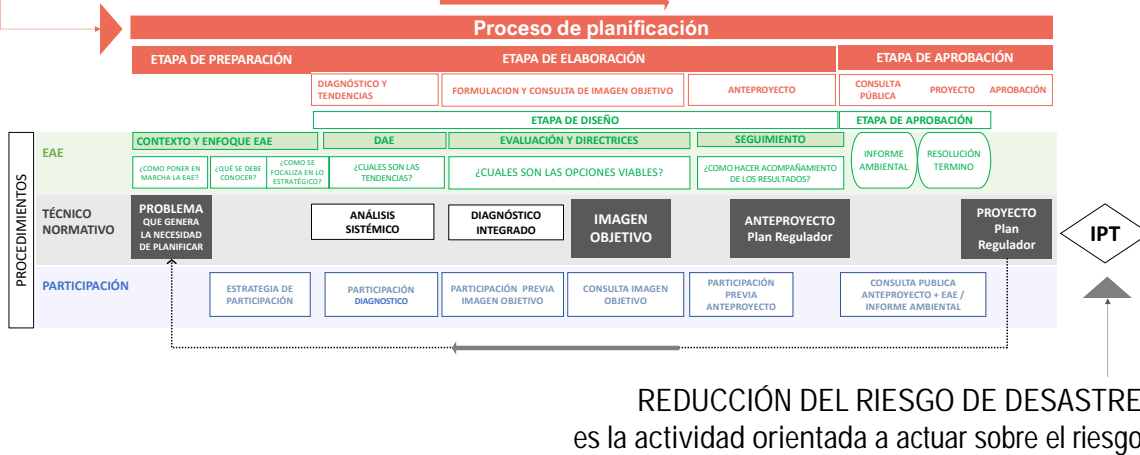 Proceso de planificación
ETAPA DE PREPARACIÓN
ETAPA DE ELABORACIÓN
ETAPA DE APROBACIÓN
DIAGNÓSTICO Y
TENDENCIAS
FORMULACION Y CONSULTA DE IMAGEN OBJETIVO
ANTEPROYECTO
CONSULTA
PÚBLICA
PROYECTO
APROBACIÓN
ETAPA DE DISEÑO
ETAPA DE APROBACIÓN
PROCEDIMIENTOS
EAE
CONTEXTO Y ENFOQUE EAE
DAE
EVALUACIÓN Y DIRECTRICES
SEGUIMIENTO
¿COMO PONER EN
MARCHA LA EAE?
¿QUÉ SE DEBE
CONOCER?
¿COMO SE
FOCALIZA EN LO
ESTRATÉGICO?
¿CUALES SON LAS
TENDENCIAS?
¿CUALES SON LAS OPCIONES VIABLES?
¿COMO HACER ACOMPAÑAMIENTO
DE LOS RESULTADOS?
INFORME
AMBIENTAL
RESOLUCIÓN
TERMINO
TÉCNICO
NORMATIVO
PROBLEMA
QUE GENERA
LA NECESIDAD
DE PLANIFICAR
ANÁLISIS
SISTÉMICO
DIAGNÓSTICO
INTEGRADO
IMAGEN
OBJETIVO
ANTEPROYECTO
Plan Regulador
PROYECTO
Plan
Regulador
IPT
PARTICIPACIÓN
ESTRATEGIA DE
PARTICIPACIÓN
PARTICIPACIÓN
DIAGNOSTICO
PARTICIPACIÓN PREVIA
IMAGEN OBJETIVO
CONSULTA IMAGEN
OBJETIVO
PARTICIPACIÓN
PREVIA
ANTEPROYECTO
CONSULTA PUBLICA
ANTEPROYECTO + EAE /
INFORME AMBIENTAL
REDUCCIÓN DEL RIESGO DE DESASTRE
es la actividad orientada a actuar sobre el riesgo